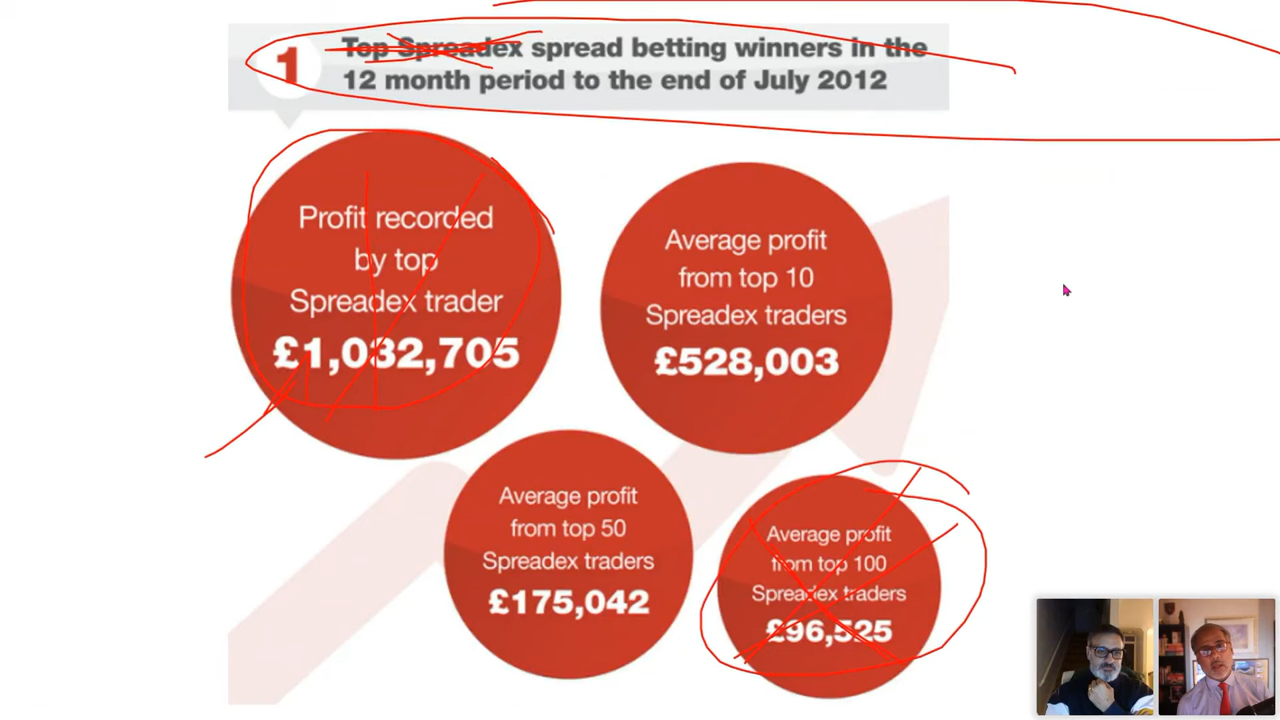 1
Top Spreadex spread betting winners in the
12 month period to the end of July 2012
Profit recorded
by top
Spreadex trader
£1,032,705
Average profit
from top 10
Spreadex traders
£528,003
Average profit
from top 50
Spreadex traders
£175,042
Average profit
from top 100
Spreadex traders
£96,525